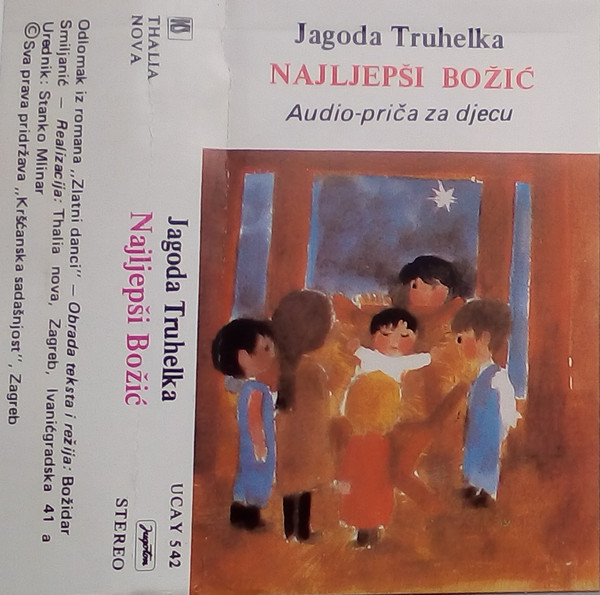 Jagoda Truhelka
NAJLJEPŠI BOŽIĆ
Audio-priča za djecu
Jagoda Truhelka
Najljepši Božić
UCAY 542
Jugoton
STEREO
THALIA
NOVA
Odlomak iz romana „Zlatni danci" – Obrada teksta i režija: Božidar
Smiljanić – Realizacija: Thalia nova, Zagreb, Ivanićgradska 41 a
Urednik: Stanko Mlinar
©Sva prava pridržava „Kršćanska sadašnjost", Zagreb